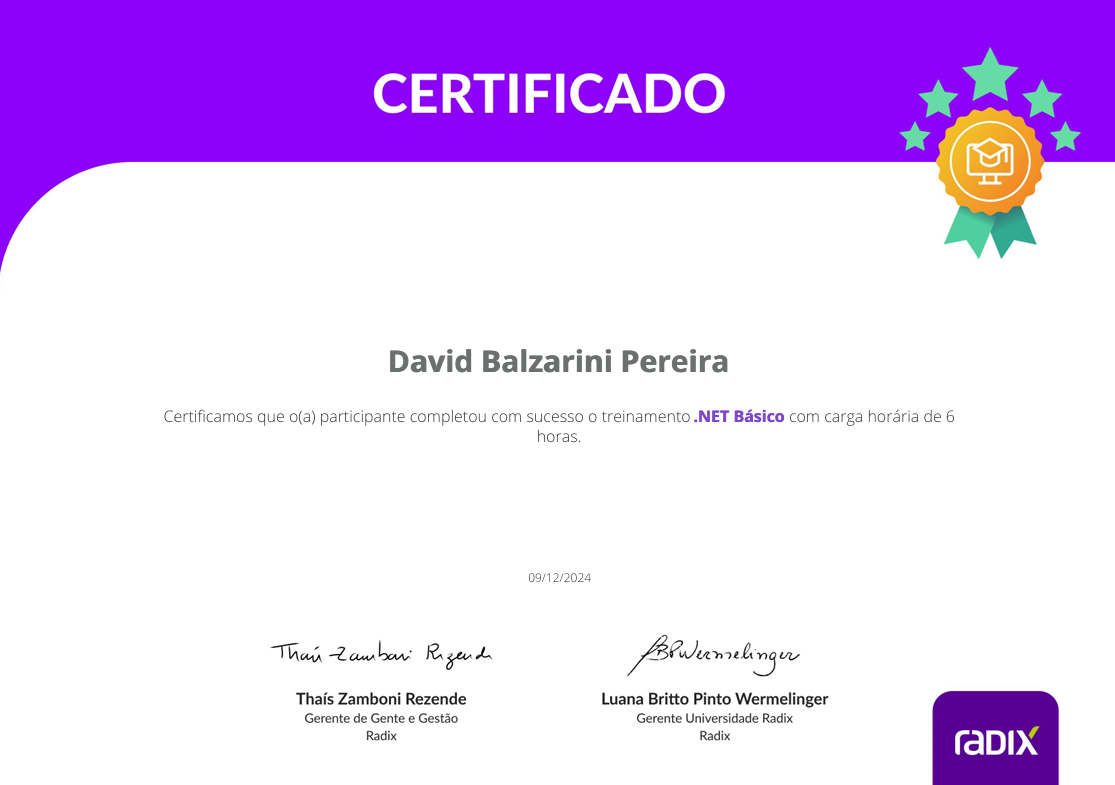 CERTIFICADO
David Balzarini Pereira
Certificamos que o(a) participante completou com sucesso o treinamento .NET Básico com carga horária de 6
horas.
09/12/2024
Thaís Zamboni Rezende
LBPWermelinger
Thaís Zamboni Rezende
Gerente de Gente e Gestão
Radix
Luana Britto Pinto Wermelinger
Gerente Universidade Radix
Radix
radix